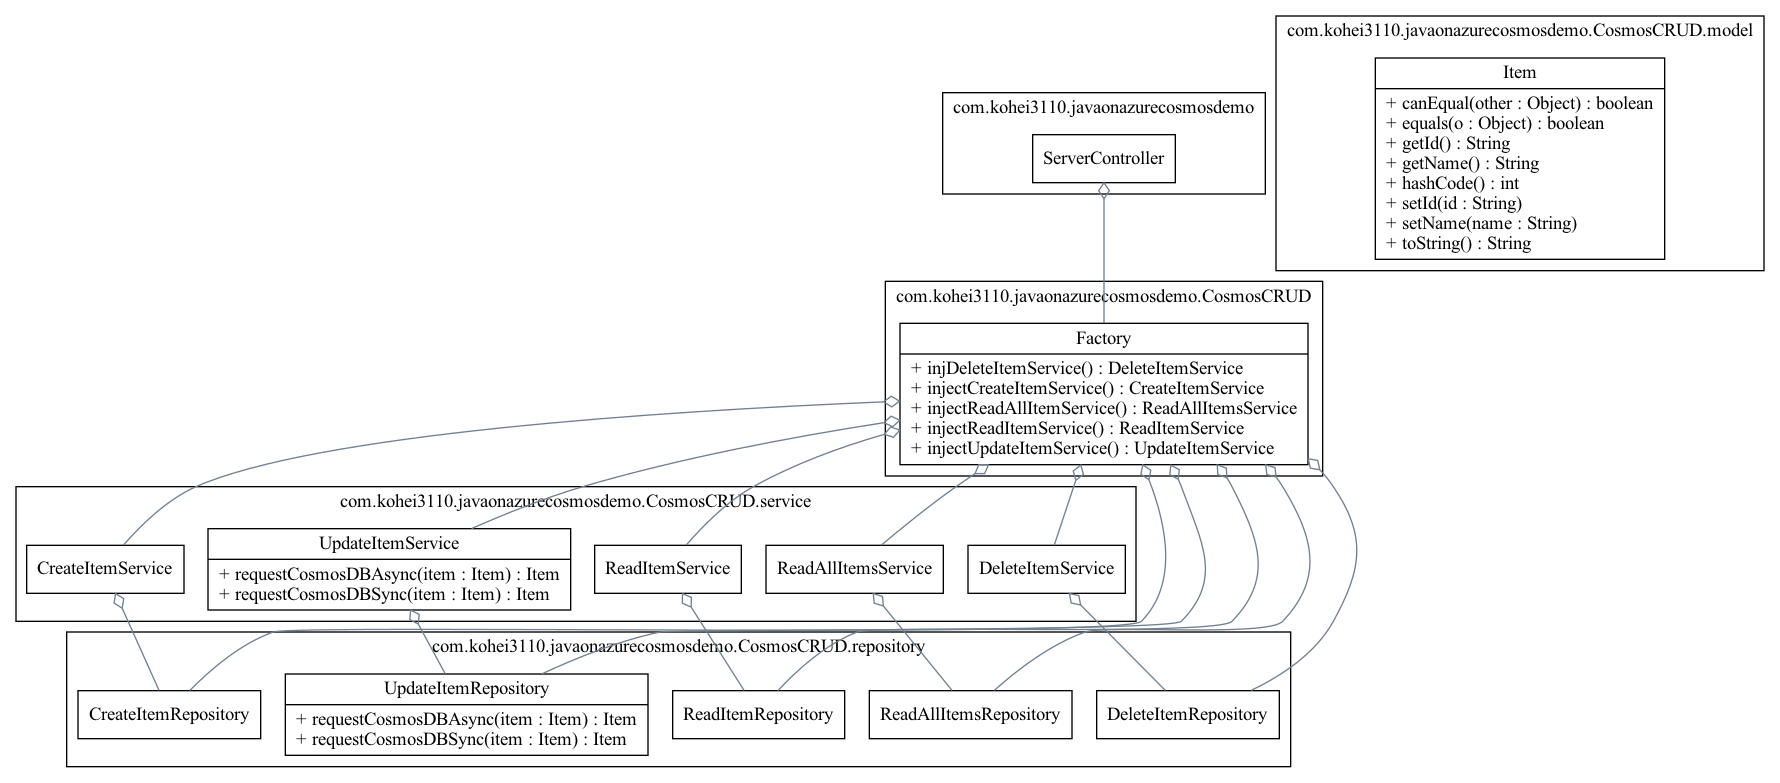 com.kohei3110.javaonazurecosmosdemo.CosmosCRUD.model
Item
+ canEqual(other : Object) : boolean
+ equals(o : Object) : boolean
+ getId() : String
+ getName() : String
+ hashCode() : int
+ setId(id : String)
+ setName(name : String)
+ toString() : String
com.kohei3110.javaonazurecosmosdemo
ServerController
com.kohei3110.javaonazurecosmosdemo.CosmosCRUD
Factory
+ injDeleteItemService() : DeleteItemService
+ injectCreateItemService() : CreateItemService
+ injectReadAllItemService() : ReadAllItemsService
+ injectReadItemService() : ReadItemService
+ injectUpdateItemService() : UpdateItemService
com.kohei3110.javaonazurecosmosdemo.CosmosCRUD.service
CreateItemService
UpdateItemService
+ requestCosmosDBAsync(item : Item) : Item
+ requestCosmosDBSync(item : Item) : Item
ReadItemService
ReadAllItemsService
DeleteItemService
com.kohei3110.javaonazurecosmosdemo.CosmosCRUD.repository
CreateItemRepository
UpdateItemRepository
+ requestCosmosDBAsync(item : Item) : Item
+ requestCosmosDBSync(item : Item) : Item
ReadItemRepository
ReadAllItemsRepository
DeleteItemRepository